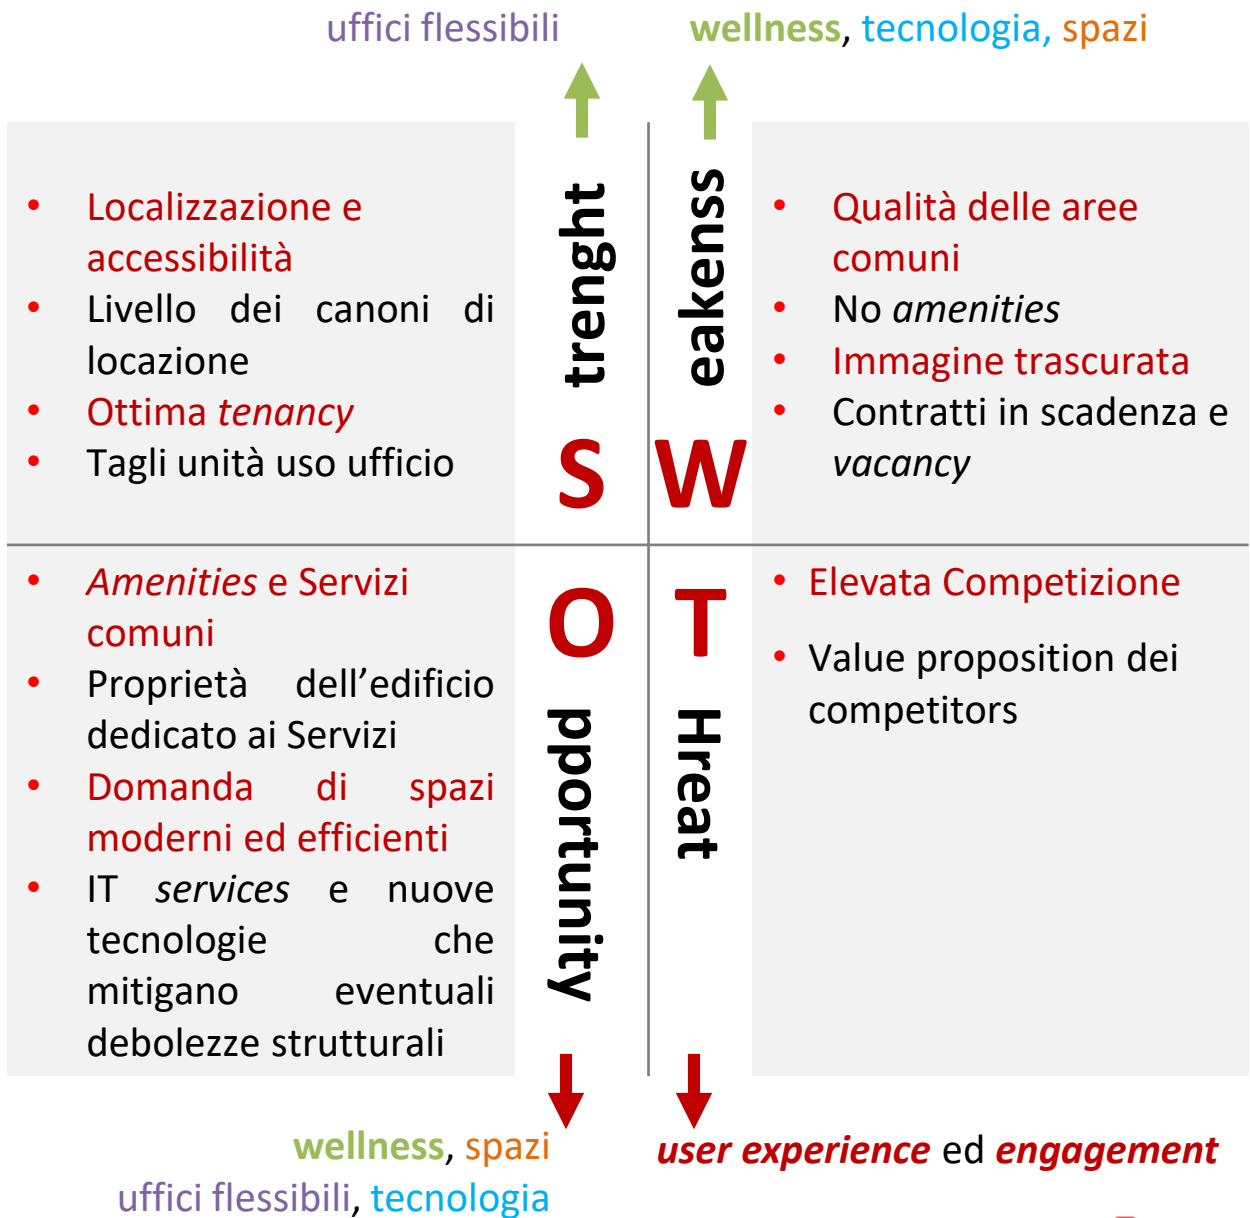 uffici flessibili
wellness, tecnologia, spazi
• Localizzazione e
accessibilità
• Livello dei canoni di
locazione
• Ottima tenancy
• Tagli unità uso ufficio
S trenght
W eakenss
• Qualità delle aree
comuni
• No amenities
• Immagine trascurata
• Contratti in scadenza e
vacancy
• Amenities e Servizi
comuni
• Proprietà dell’edificio
dedicato ai Servizi
• Domanda di spazi
moderni ed efficienti
• IT services e nuove
tecnologie che
mitigano eventuali
debolezze strutturali
O pportunity
T Hreat
• Elevata Competizione
• Value proposition dei
competitors
wellness, spazi
uffici flessibili, tecnologia
user experience ed engagement